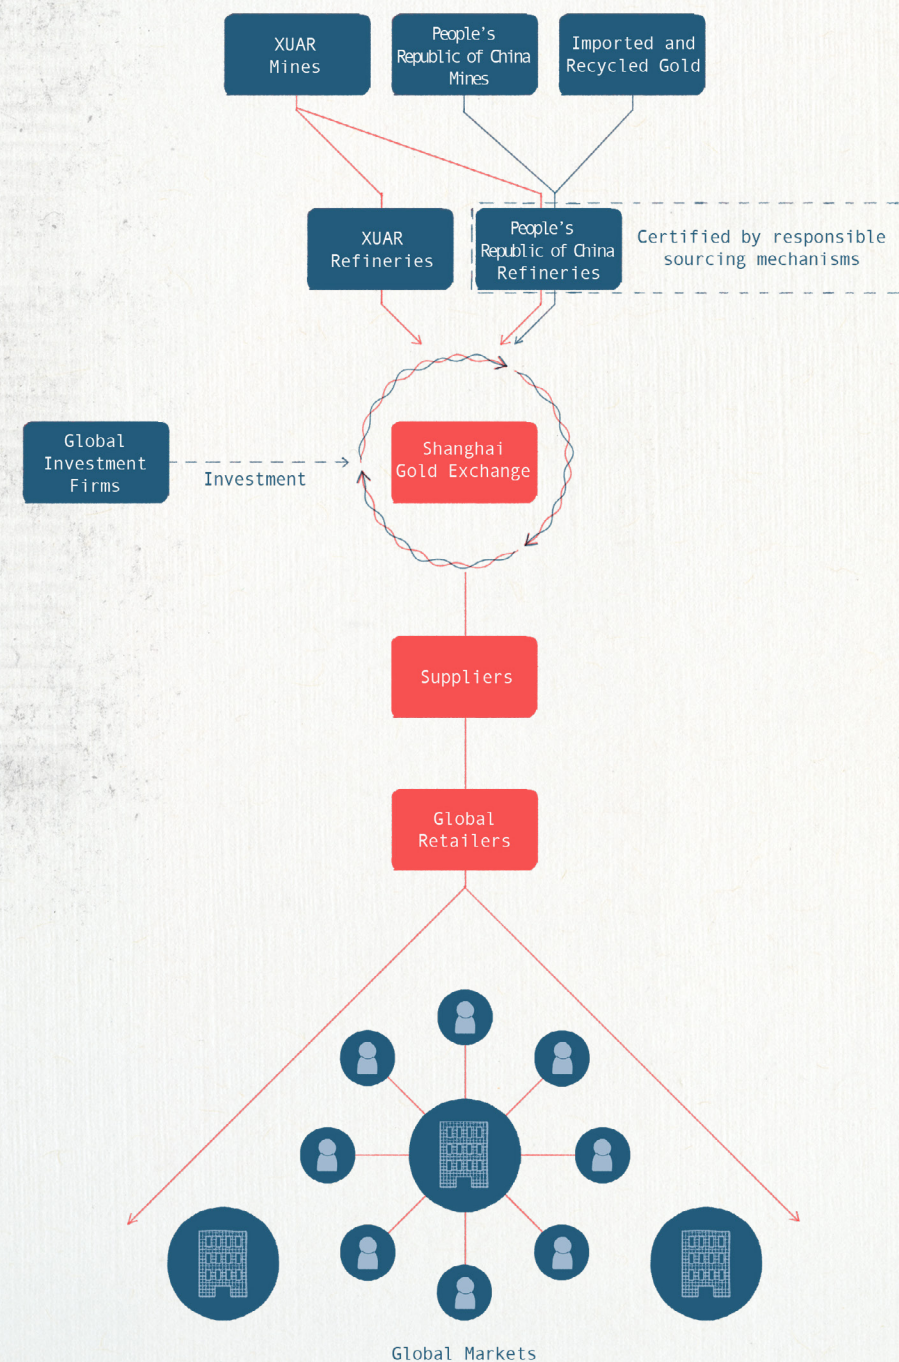 XUAR
Mines
People's
Republic of China
Mines
Imported and
Recycled Gold
XUAR
Refineries
People's
Republic of China
Refineries
Certified by responsible
sourcing mechanisms
Global
Investment
Firms
Investment
Shanghai
Gold Exchange
Suppliers
Global
Retailers
Global Markets